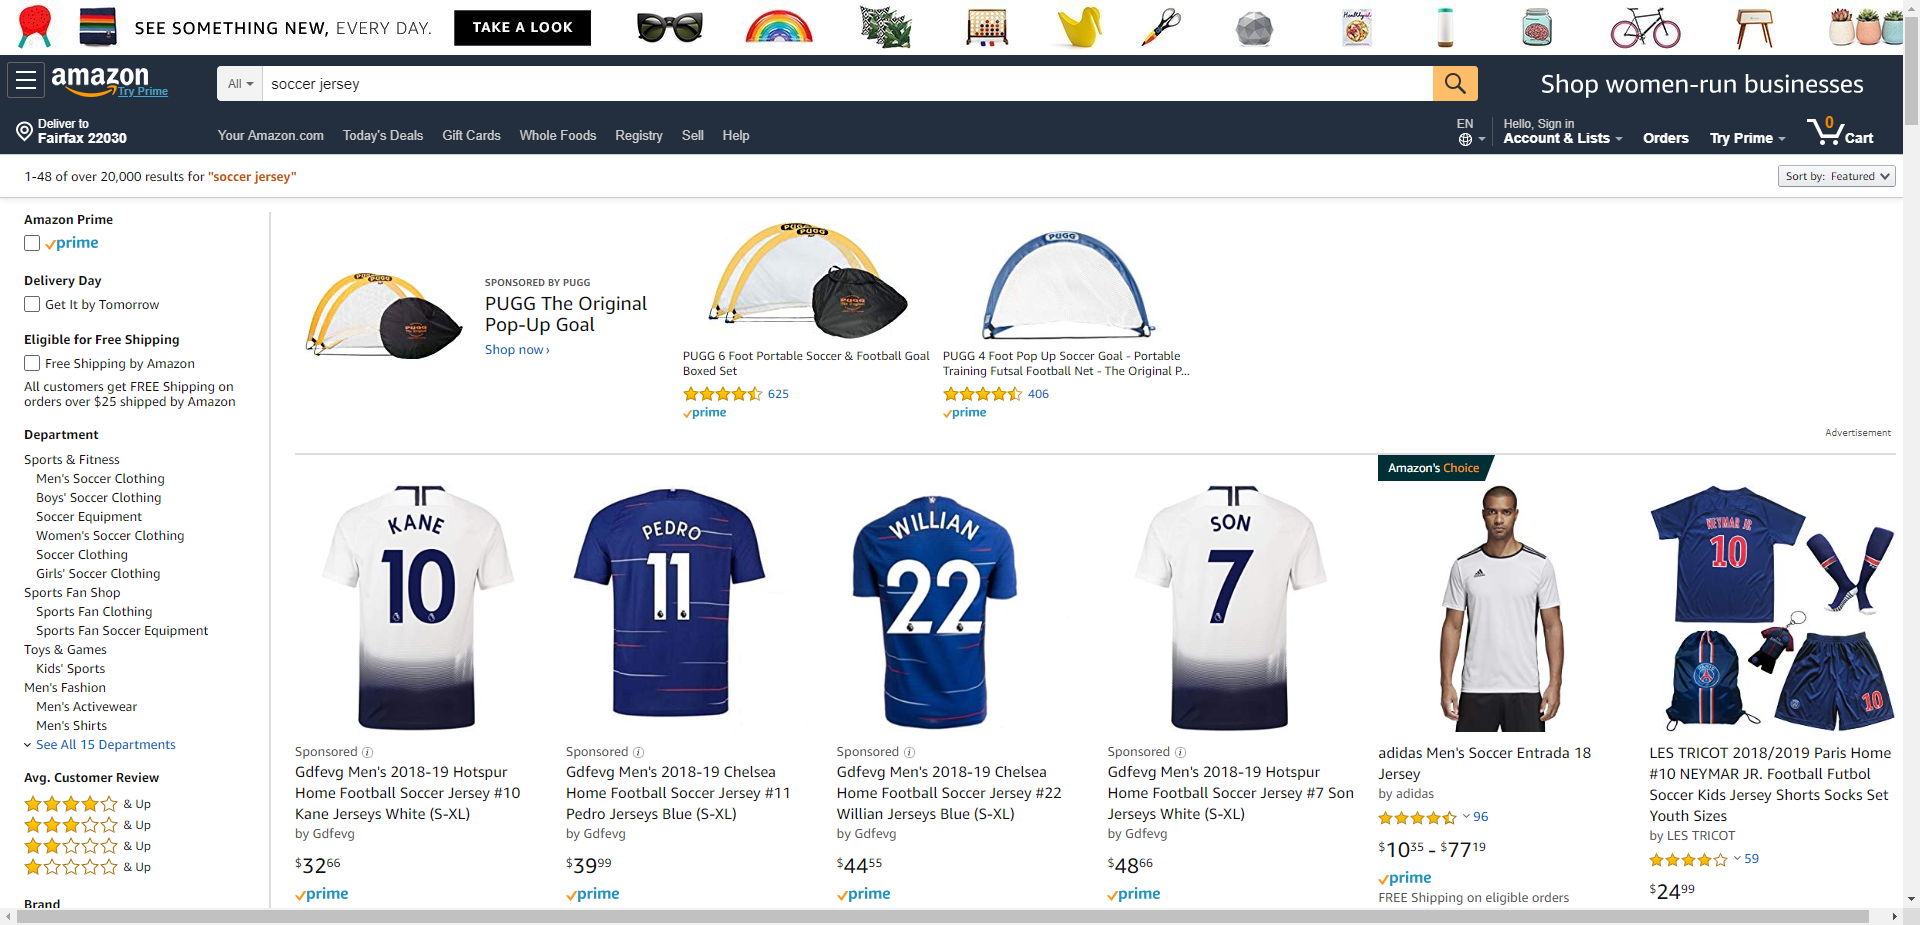 SEE SOMETHING NEW, EVERY DAY. TAKE A LOOK
amazon
Try Prime
All
soccer jersey
Shop women-run businesses
Deliver to
Fairfax 22030
Your Amazon.com Today's Deals Gift Cards Whole Foods Registry Sell Help
EN
Hello, Sign in
Account & Lists
Orders
Try Prime
0
Cart
1-48 of over 20,000 results for "soccer jersey"
Sort by: Featured
Amazon Prime
prime
Delivery Day
Get It by Tomorrow
Eligible for Free Shipping
Free Shipping by Amazon
All customers get FREE Shipping on
orders over $25 shipped by Amazon
Department
Sports & Fitness
Men's Soccer Clothing
Boys' Soccer Clothing
Soccer Equipment
Women's Soccer Clothing
Soccer Clothing
Girls' Soccer Clothing
Sports Fan Shop
Sports Fan Clothing
Sports Fan Soccer Equipment
Toys & Games
Kids' Sports
Men's Fashion
Men's Activewear
Men's Shirts
See All 15 Departments
Avg. Customer Review
& Up
& Up
& Up
& Up
Brand
SPONSORED BY PUGG
PUGG The Original
Pop-Up Goal
Shop now ›
PUGG 6 Foot Portable Soccer & Football Goal
Boxed Set
625
prime
PUGG
PUGG 4 Foot Pop Up Soccer Goal - Portable
Training Futsal Football Net - The Original P...
406
prime
Advertisement
KANE
10
Sponsored
Gdfevg Men's 2018-19 Hotspur
Home Football Soccer Jersey #10
Kane Jerseys White (S-XL)
by Gdfevg
$32 66
prime
PEDRO
11
Sponsored
Gdfevg Men's 2018-19 Chelsea
Home Football Soccer Jersey #11
Pedro Jerseys Blue (S-XL)
by Gdfevg
$39 99
prime
WILLIAN
22
Sponsored
Gdfevg Men's 2018-19 Chelsea
Home Football Soccer Jersey #22
Willian Jerseys Blue (S-XL)
by Gdfevg
$44 55
prime
SON
7
Sponsored
Gdfevg Men's 2018-19 Hotspur
Home Football Soccer Jersey #7 Son
Jerseys White (S-XL)
by Gdfevg
$48 66
prime
Amazon's Choice
adidas Men's Soccer Entrada 18
Jersey
by adidas
96
$10 35 - $77 19
prime
FREE Shipping on eligible orders
NEYMAR JR
10
10
LES TRICOT 2018/2019 Paris Home
#10 NEYMAR JR. Football Futbol
Soccer Kids Jersey Shorts Socks Set
Youth Sizes
by LES TRICOT
59
$24 99